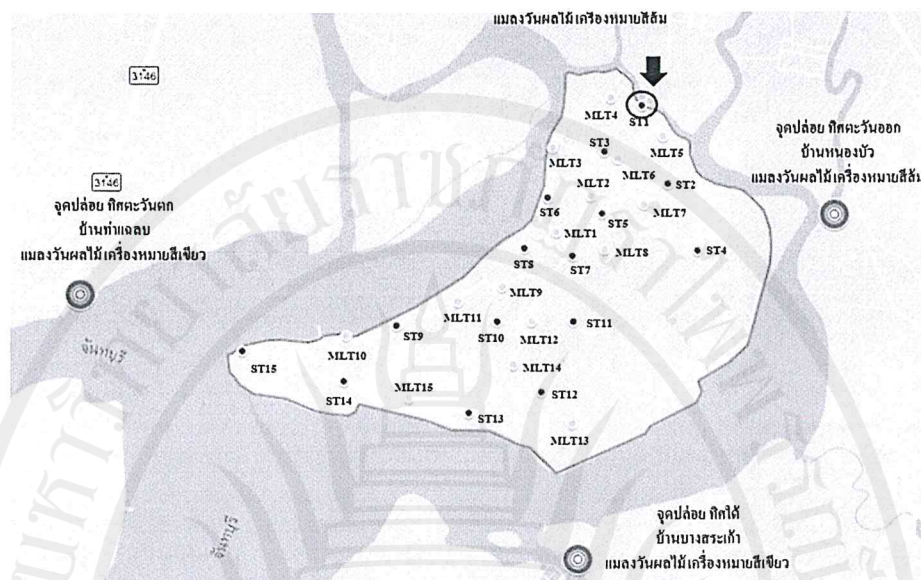 แมลงวันผลไม้เครื่องหมายสีส้ม
3146
MLT4
ST1
จุดปล่อย ทิศตะวันออก
บ้านหนองบัว
แมลงวันผลไม้เครื่องหมายสีส้ม
ST3
MLT5
MLT3
MLT6
3146
จุดปล่อย ทิศตะวันตก
บ้านท่าแฉลบ
แมลงวันผลไม้เครื่องหมายสีเขียว
MLT2
ST2
ST6
ST5
MLT7
MLT1
ST8
ST7
MLT8
ST4
MLT9
MLT11
ST9
ST10
MLT12
ST11
จันทบุรี
ST15
MLT10
MLT14
ST14
MLT15
ST12
ST13
MLT13
จันทบุรี
จุดปล่อย ทิศใต้
บ้านบางสระเก้า
แมลงวันผลไม้เครื่องหมายสีเขียว